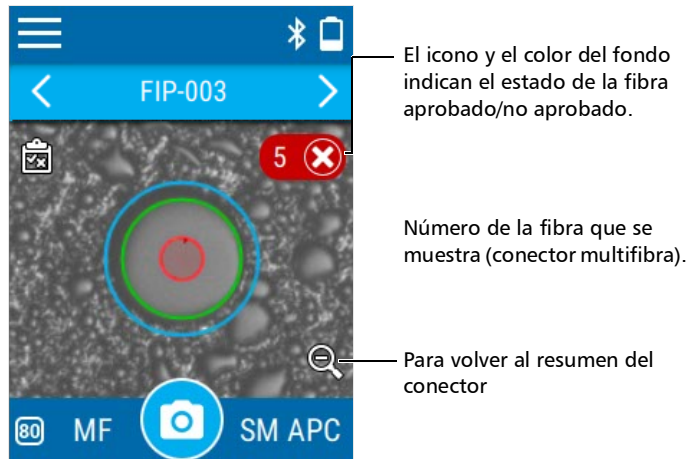 FIP-003
5
El icono y el color del fondo
indican el estado de la fibra
aprobado/no aprobado.
Número de la fibra que se
muestra (conector multifibra).
Para volver al resumen del
conector
80 MF SM APC